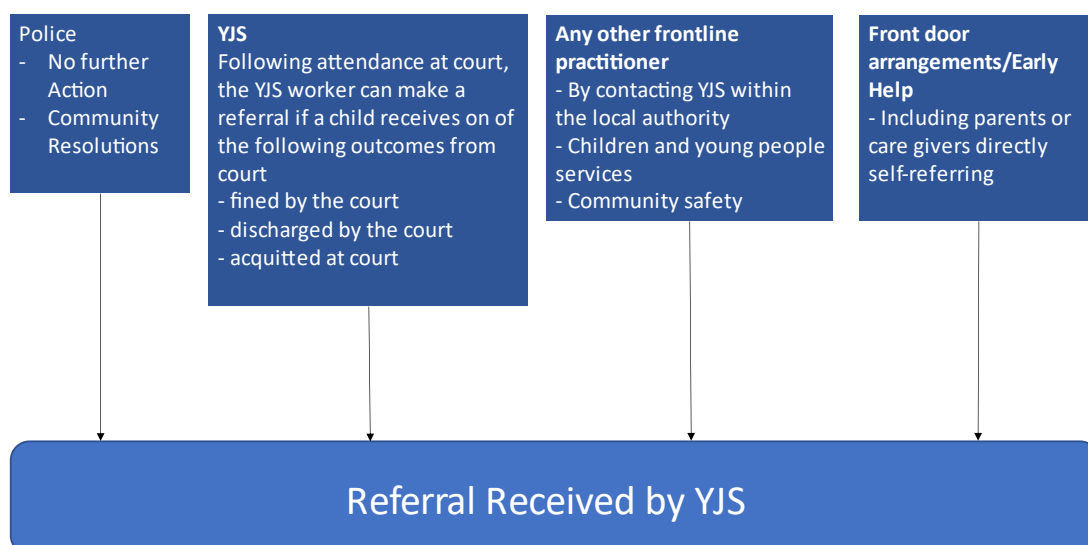 Police
- No further
Action
- Community
Resolutions
YJS
Following attendance at court,
the YJS worker can make a
referral if a child receives on of
the following outcomes from
court
- fined by the court
- discharged by the court
- acquitted at court
Any other frontline
practitioner
- By contacting YJS within
the local authority
- Children and young people
services
- Community safety
Front door
arrangements/Early
Help
- Including parents or
care givers directly
self-referring
Referral Received by YJS